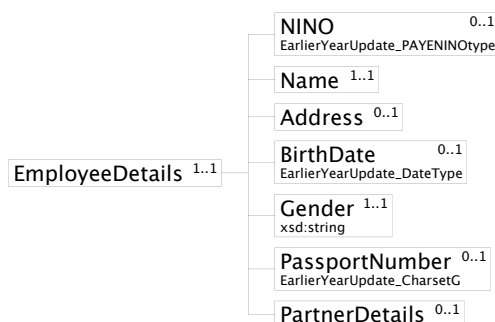 NINO 0..1
EarlierYearUpdate_PAYENINOtype
Name 1..1
Address 0..1
BirthDate 0..1
EarlierYearUpdate_DateType
EmployeeDetails 1..1
Gender 1..1
xsd:string
PassportNumber 0..1
EarlierYearUpdate_CharsetG
PartnerDetails 0..1